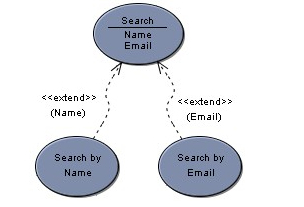 Search
Name
Email
<<extend>>
(Name)
<<extend>>
(Email)
Search by
Name
Search by
Email